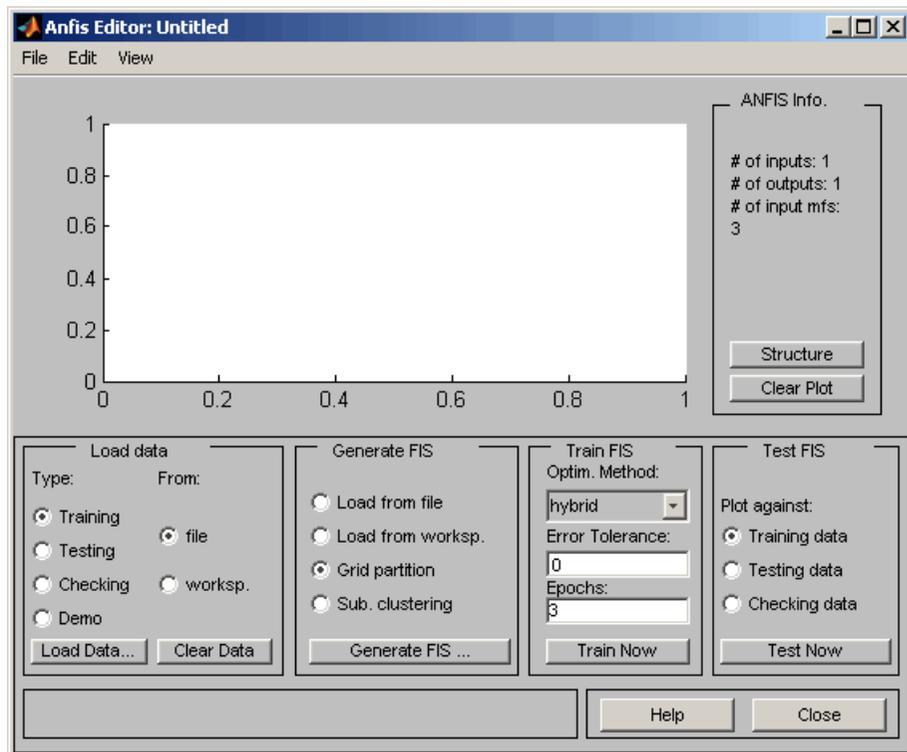 Anfis Editor: Untitled
File Edit View
ANFIS Info.
# of inputs: 1
# of outputs: 1
# of input mfs:
3
Structure
Clear Plot
1
0.8
0.6
0.4
0.2
0
0 0.2 0.4 0.6 0.8 1
Load data
Type: From:
Training
Testing
Checking
Demo
file
worksp.
Load Data... Clear Data
Generate FIS
Load from file
Load from worksp.
Grid partition
Sub. clustering
Generate FIS ...
Train FIS
Optim. Method:
hybrid
Error Tolerance:
0
Epochs:
3
Train Now
Test FIS
Plot against:
Training data
Testing data
Checking data
Test Now
Help Close